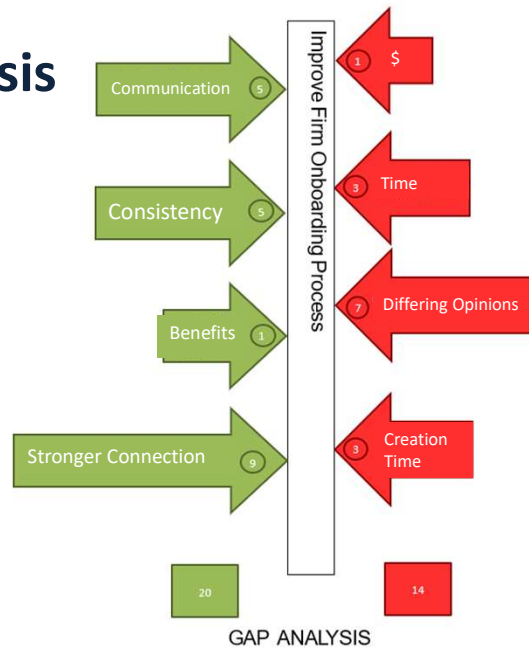 sis
Improve Firm Onboarding Process
Communication 5
Consistency 5
Benefits 1
Stronger Connection 9
1 $
3 Time
7 Differing Opinions
3 Creation
Time
20
14
GAP ANALYSIS